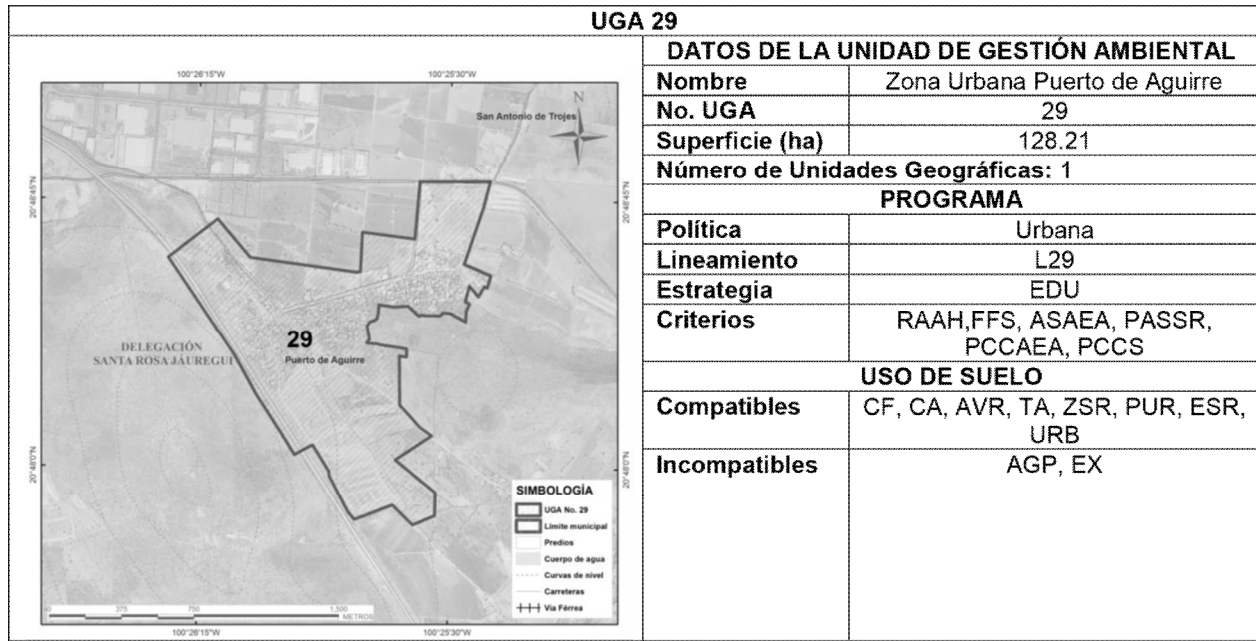 UGA 29
100°26'15"W 100°25'30"W
N
San Antonio de Trojes
20°48'45"N 20°48'45"N
29
Puerto de Aguirre
DELEGACIÓN
SANTA ROSA JÁUREGUI
20°48'0"N 20°48'0"N
SIMBOLOGÍA
UGA No. 29
Límite municipal
Predios
Cuerpo de agua
Curvas de nivel
Carreteras
Vía Férrea
0 375 750 1,500
METROS
100°26'15"W 100°25'30"W
DATOS DE LA UNIDAD DE GESTIÓN AMBIENTAL
Nombre Zona Urbana Puerto de Aguirre
No. UGA 29
Superficie (ha) 128.21
Número de Unidades Geográficas: 1
PROGRAMA
Política Urbana
Lineamiento L29
Estrategia EDU
Criterios RAAH,FFS, ASAEA, PASSR,
PCCAEA, PCCS
USO DE SUELO
Compatibles CF, CA, AVR, TA, ZSR, PUR, ESR,
URB
Incompatibles AGP, EX